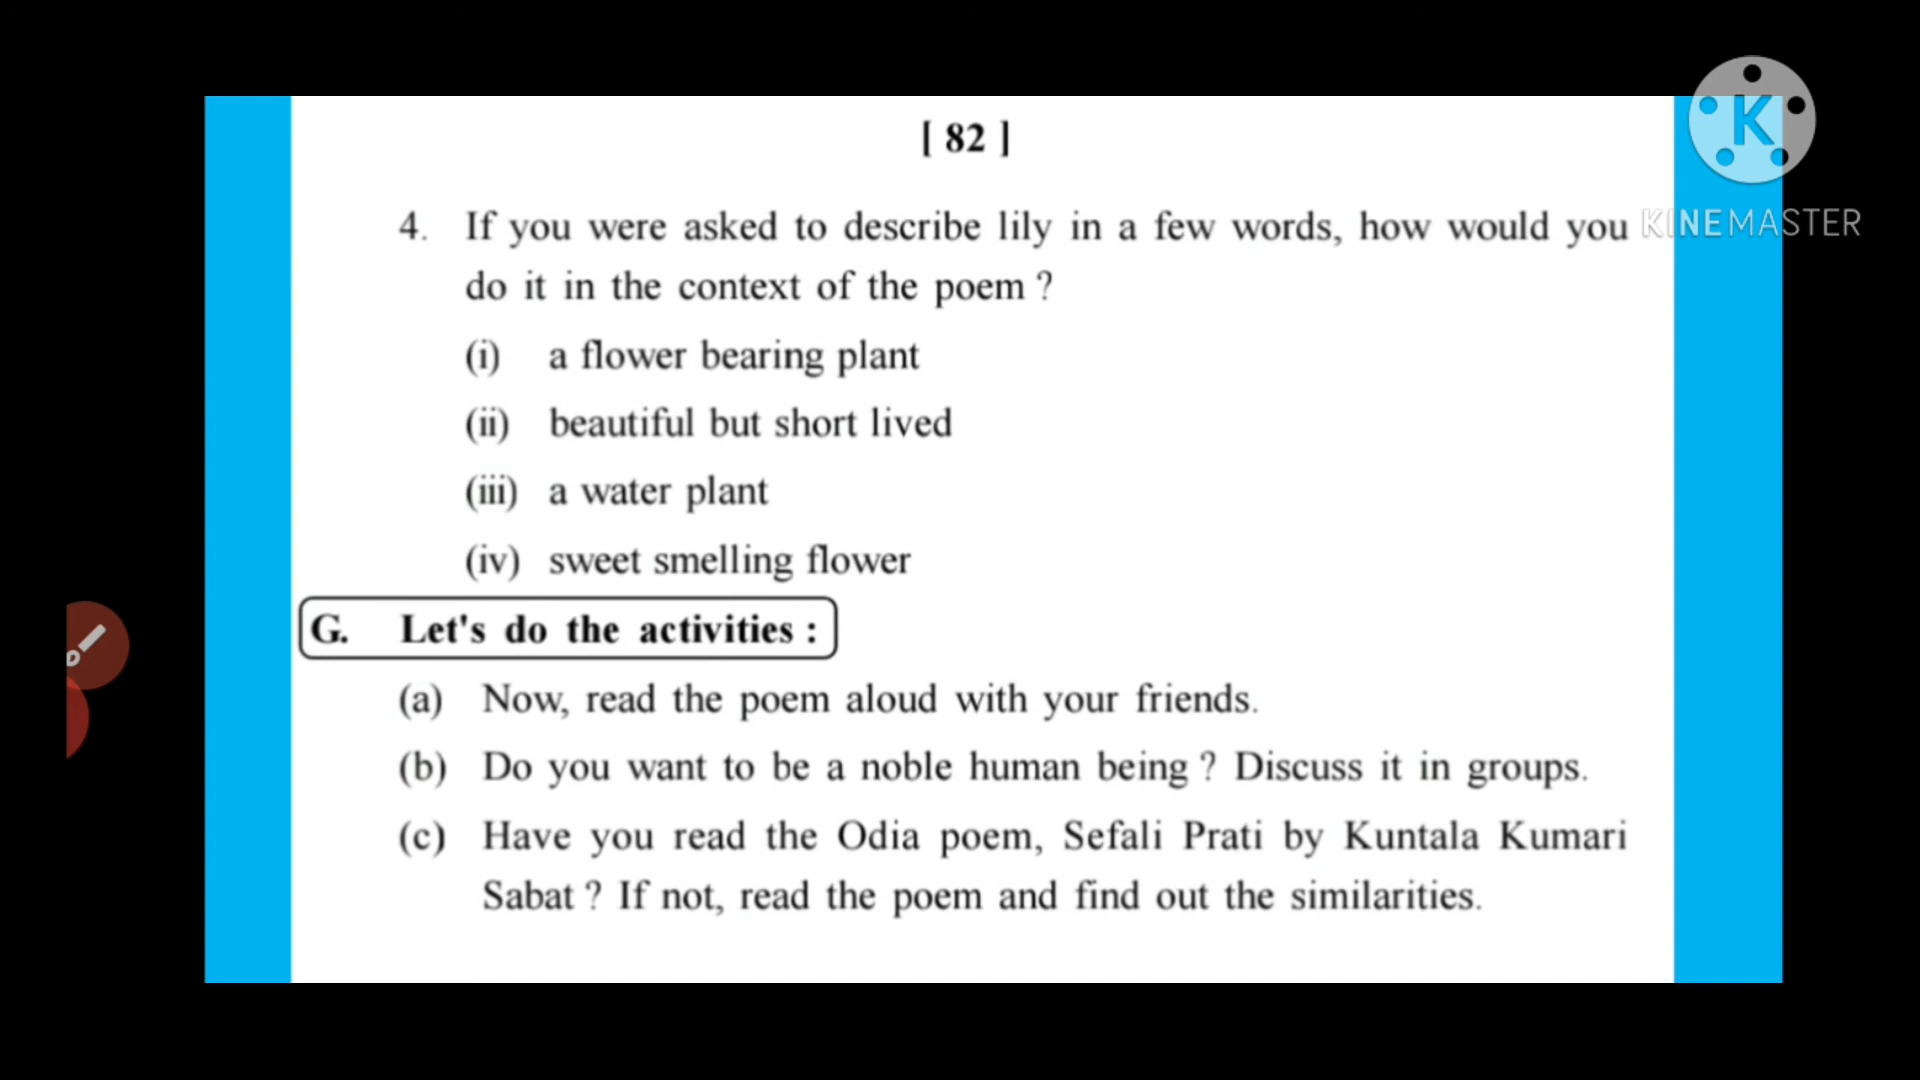 [ 82 ]
K
KINEMASTER
4. If you were asked to describe lily in a few words, how would you
do it in the context of the poem ?
(i) a flower bearing plant
(ii) beautiful but short lived
(iii) a water plant
(iv) sweet smelling flower
G. Let's do the activities :
(a) Now, read the poem aloud with your friends.
(b) Do you want to be a noble human being ? Discuss it in groups.
(c) Have you read the Odia poem, Sefali Prati by Kuntala Kumari
Sabat ? If not, read the poem and find out the similarities.